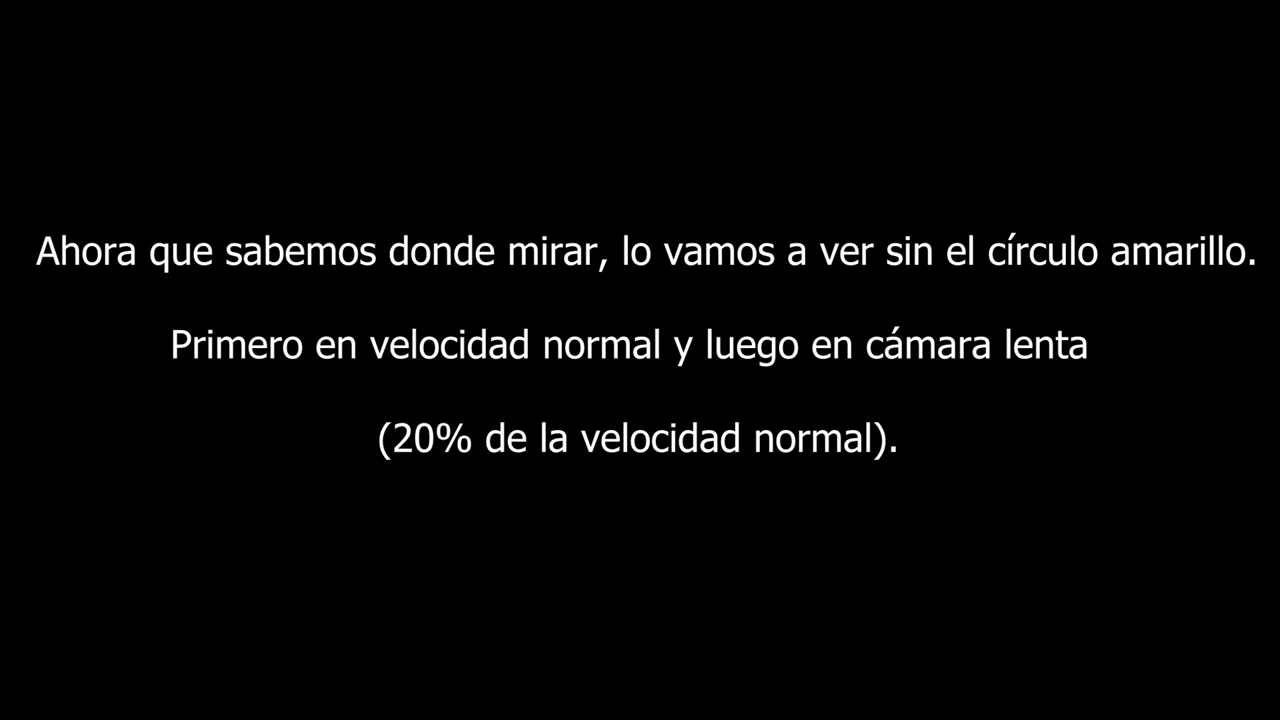 Ahora que sabemos donde mirar, lo vamos a ver sin el círculo amarillo.
Primero en velocidad normal y luego en cámara lenta
(20% de la velocidad normal).